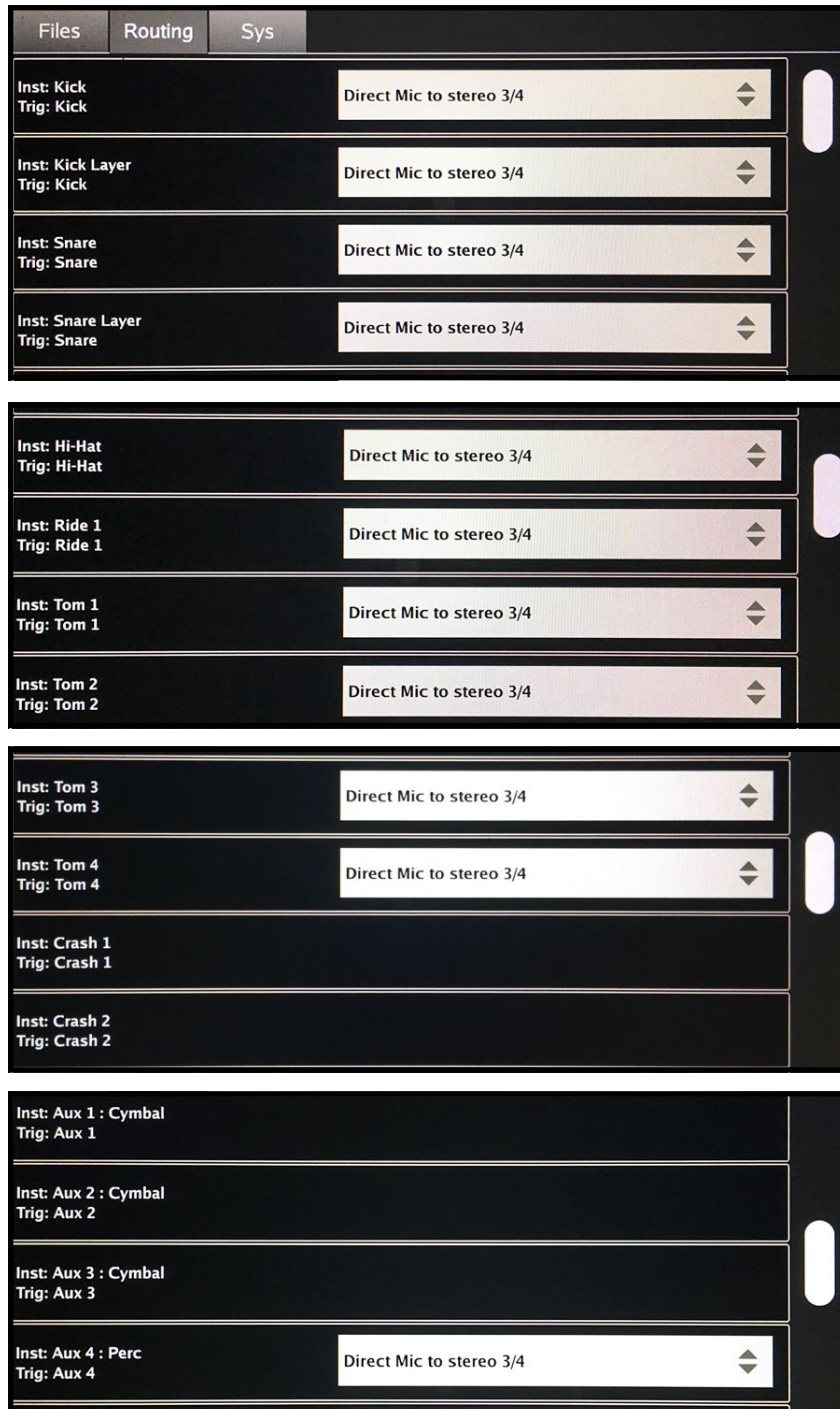 Files Routing Sys
Inst: Kick
Trig: Kick
Direct Mic to stereo 3/4
Inst: Kick Layer
Trig: Kick
Direct Mic to stereo 3/4
Inst: Snare
Trig: Snare
Direct Mic to stereo 3/4
Inst: Snare Layer
Trig: Snare
Direct Mic to stereo 3/4
Inst: Hi-Hat
Trig: Hi-Hat
Direct Mic to stereo 3/4
Inst: Ride 1
Trig: Ride 1
Direct Mic to stereo 3/4
Inst: Tom 1
Trig: Tom 1
Direct Mic to stereo 3/4
Inst: Tom 2
Trig: Tom 2
Direct Mic to stereo 3/4
Inst: Tom 3
Trig: Tom 3
Direct Mic to stereo 3/4
Inst: Tom 4
Trig: Tom 4
Direct Mic to stereo 3/4
Inst: Crash 1
Trig: Crash 1
Inst: Crash 2
Trig: Crash 2
Inst: Aux 1 : Cymbal
Trig: Aux 1
Inst: Aux 2 : Cymbal
Trig: Aux 2
Inst: Aux 3 : Cymbal
Trig: Aux 3
Inst: Aux 4 : Perc
Trig: Aux 4
Direct Mic to stereo 3/4